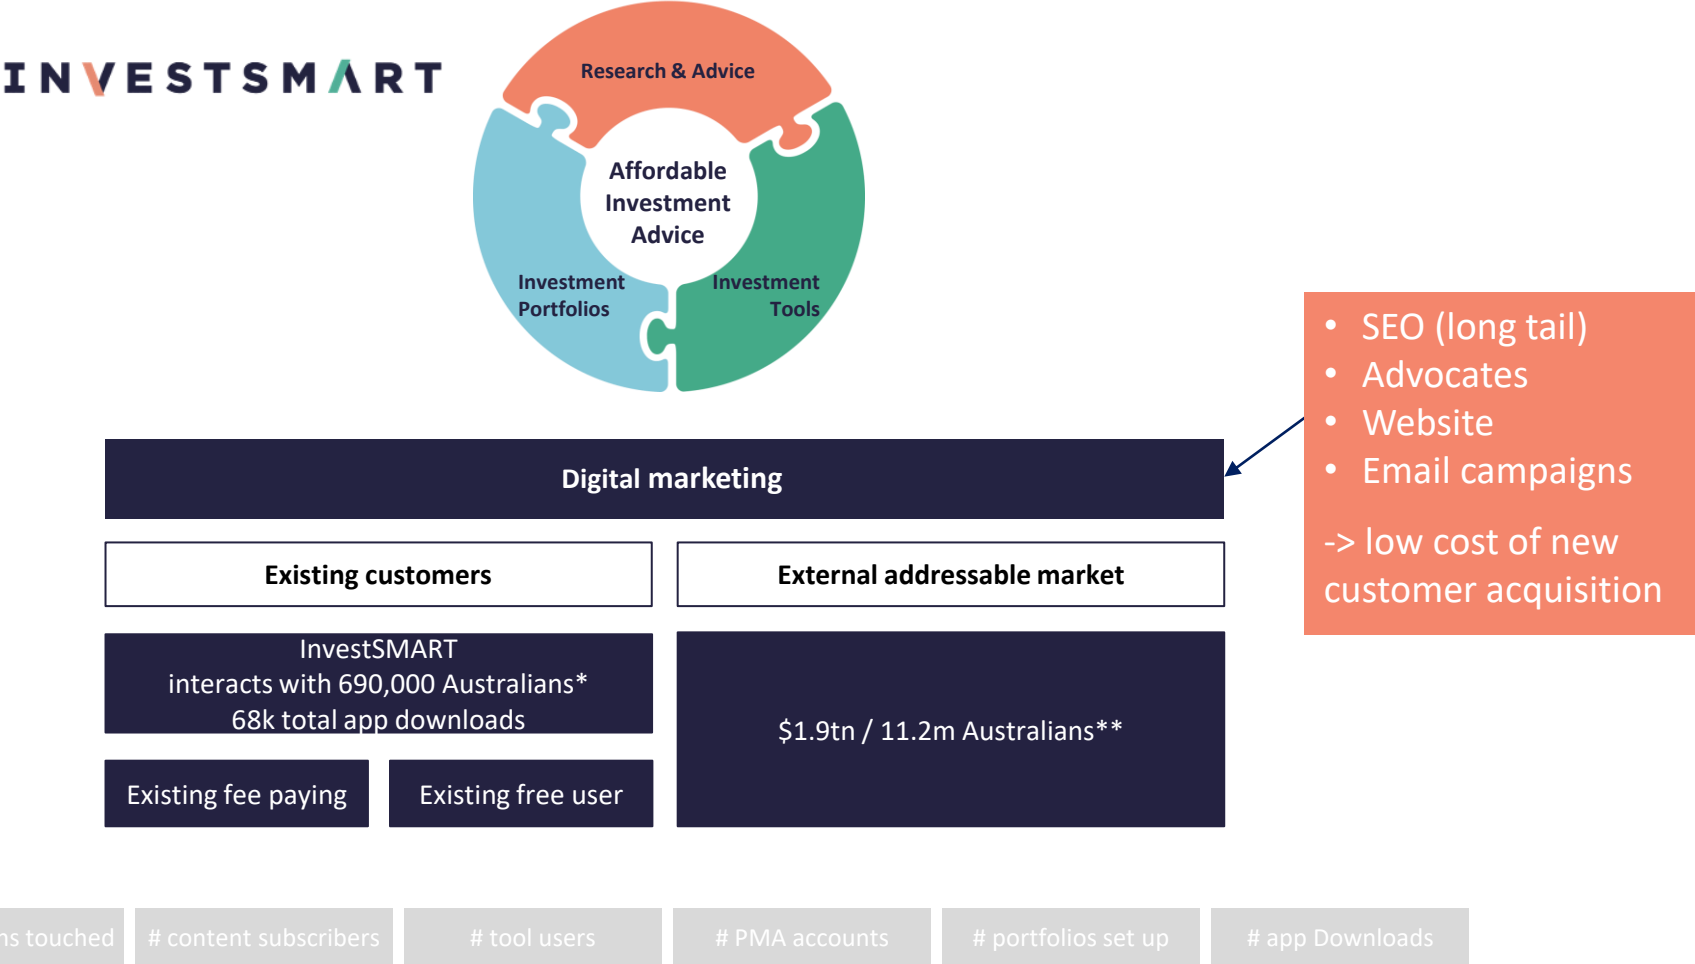 INVESTSMART
Research & Advice
Affordable
Investment
Advice
Investment
Portfolios
Investment
Tools
• SEO (long tail)
• Advocates
• Website
• Email campaigns
-> low cost of new
customer acquisition
Digital marketing
Existing customers
External addressable market
InvestSMART
interacts with 690,000 Australians*
68k total app downloads
$1.9tn / 11.2m Australians**
Existing fee paying
Existing free user
touched
# content subscribers
# tool users
# PMA accounts
# portfolios set up
# app Downloads